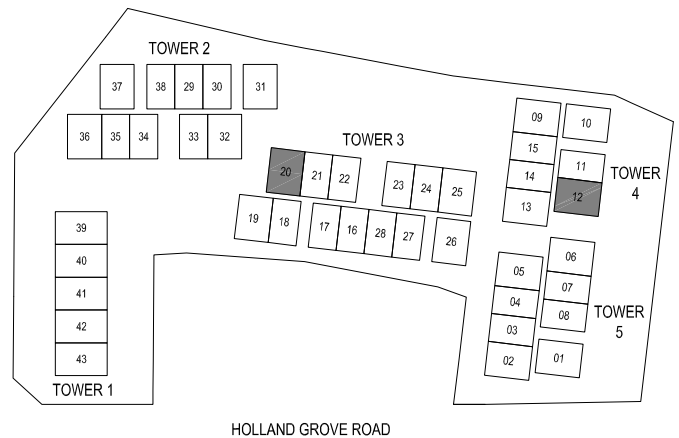 TOWER 2
37 38 29 30 31
36 35 34 33 32
TOWER 3
20 21 22 23 24 25
19 18 17 16 28 27 26
09 10
15 11
14 12
13
TOWER
4
39
40
41
42
43
TOWER 1
05 06
04 07
03 08
02 01
TOWER
5
HOLLAND GROVE ROAD